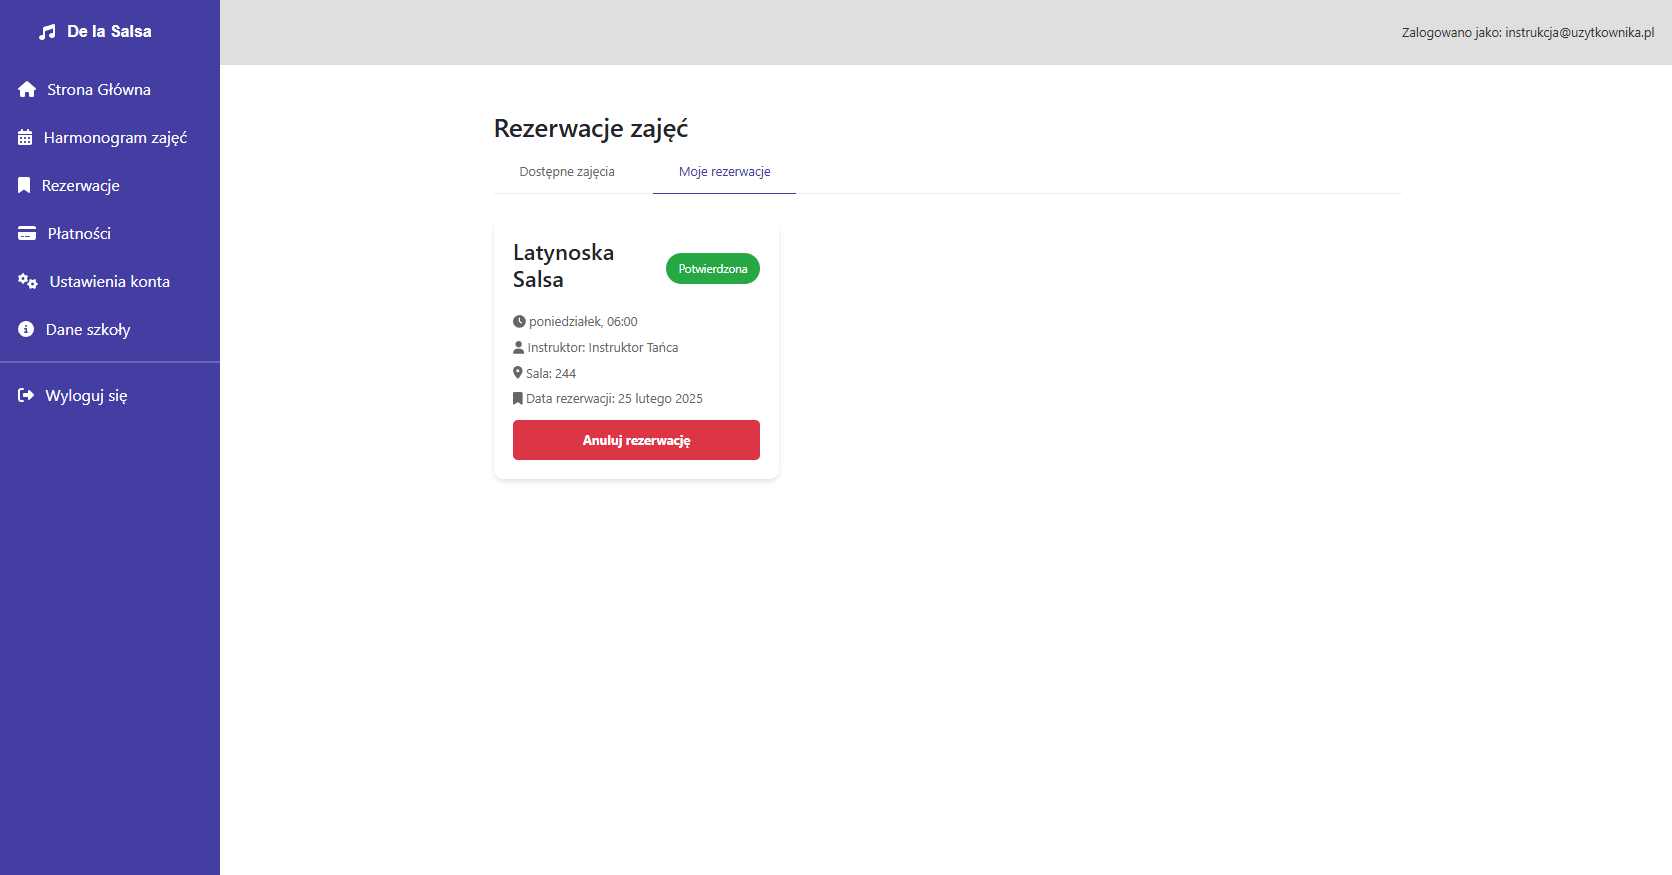 De la Salsa
Zalogowano jako: instrukcja@uzytkownika.pl
Strona Główna
Harmonogram zajęć
Rezerwacje
Płatności
Ustawienia konta
Dane szkoły
Wyloguj się
Rezerwacje zajęć
Dostępne zajęcia
Moje rezerwacje
Latynoska
Salsa
Potwierdzona
poniedziałek, 06:00
Instruktor: Instruktor Tańca
Sala: 244
Data rezerwacji: 25 lutego 2025
Anuluj rezerwację